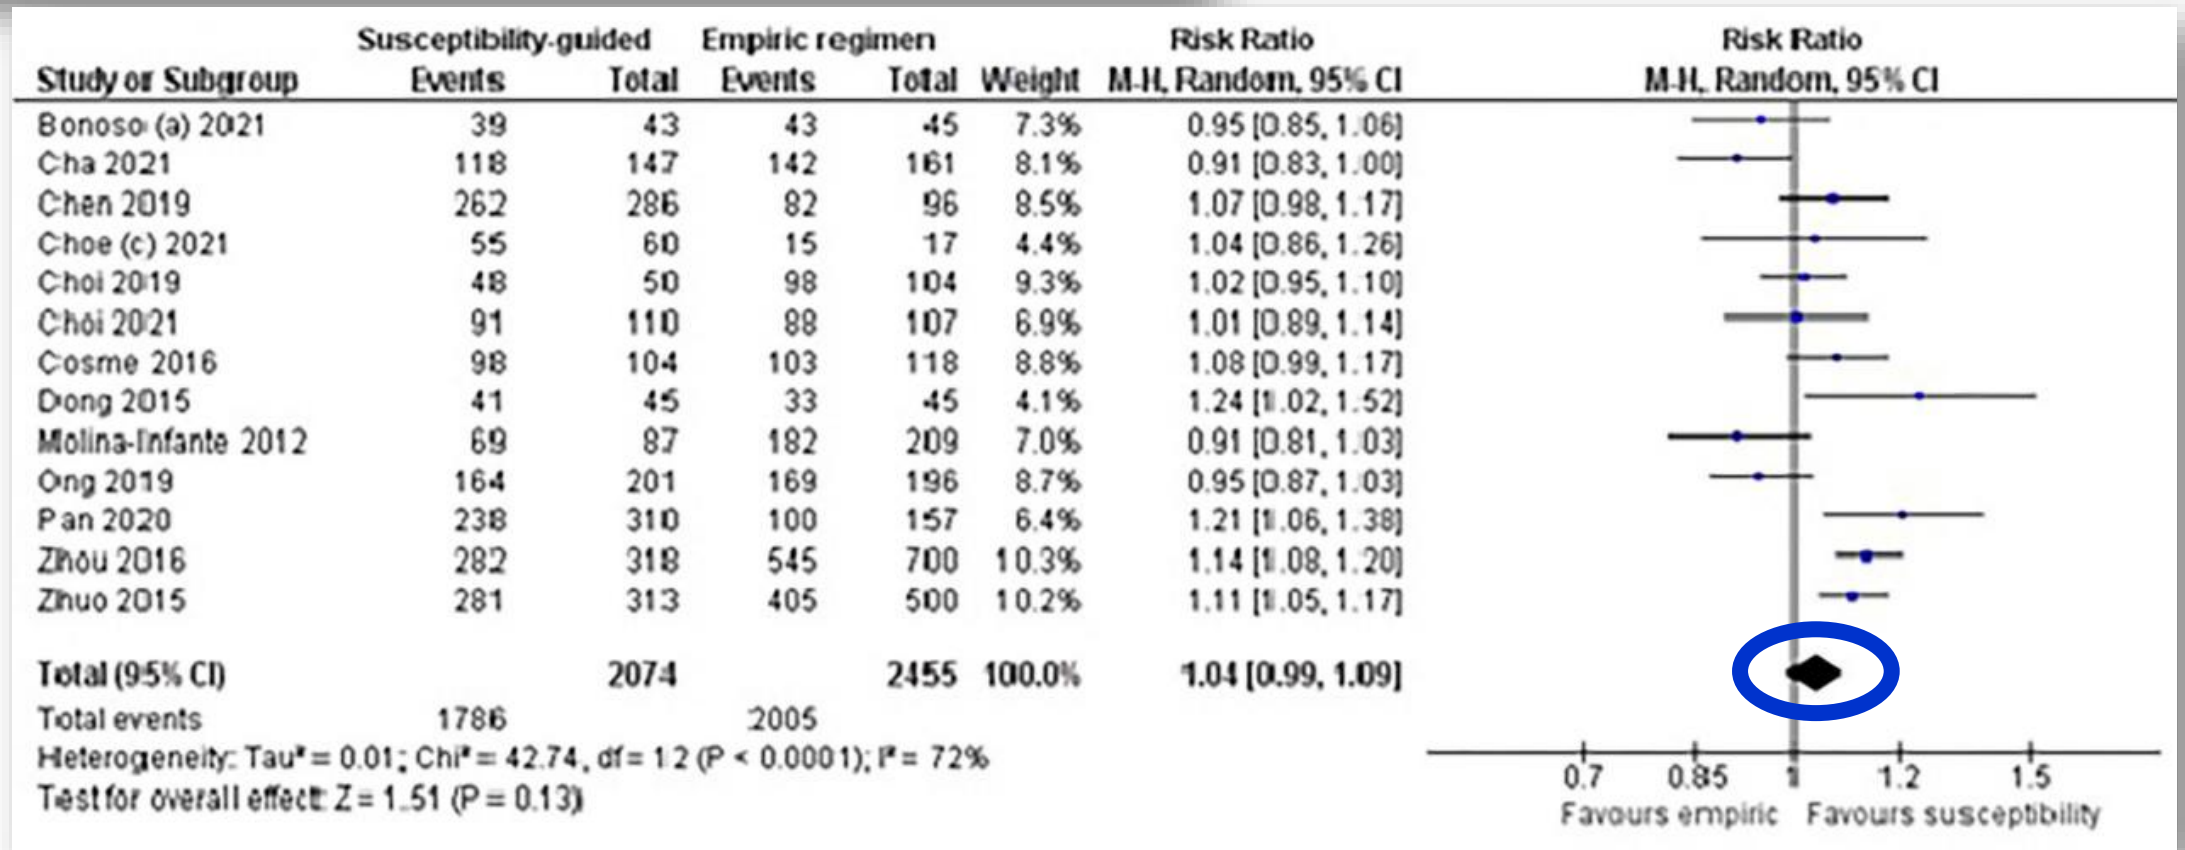 Susceptibility-guided Empiric regimen Risk Ratio Risk Ratio
Study or Subgroup Events Total Events Total Weight M-H, Random, 95% CI M-H, Random, 95% CI
Bonoso (a) 2021 39 43 43 45 7.3% 0.95 [0.85, 1.06]
Cha 2021 118 147 142 161 8.1% 0.91 [0.83, 1.00]
Chen 2019 262 286 82 96 8.5% 1.07 [0.98, 1.17]
Choe (c) 2021 55 60 15 17 4.4% 1.04 [0.86, 1.26]
Choi 2019 48 50 98 104 9.3% 1.02 [0.95, 1.10]
Choi 2021 91 110 88 107 6.9% 1.01 [0.89, 1.14]
Cosme 2016 98 104 103 118 8.8% 1.08 [0.99, 1.17]
Dong 2015 41 45 33 45 4.1% 1.24 [1.02, 1.52]
Molina-Infante 2012 69 87 182 209 7.0% 0.91 [0.81, 1.03]
Ong 2019 164 201 169 196 8.7% 0.95 [0.87, 1.03]
Pan 2020 238 310 100 157 6.4% 1.21 [1.06, 1.38]
Zhou 2016 282 318 545 700 10.3% 1.14 [1.08, 1.20]
Zhuo 2015 281 313 405 500 10.2% 1.11 [1.05, 1.17]
Total (95% CI) 2074 2455 100.0% 1.04 [0.99, 1.09]
Total events 1786 2005
Heterogeneity: Tau² = 0.01; Chi² = 42.74, df = 12 (P < 0.0001); I² = 72%
Test for overall effect: Z = 1.51 (P = 0.13)
0.7 0.85 1 1.2 1.5
Favours empiric Favours susceptibility